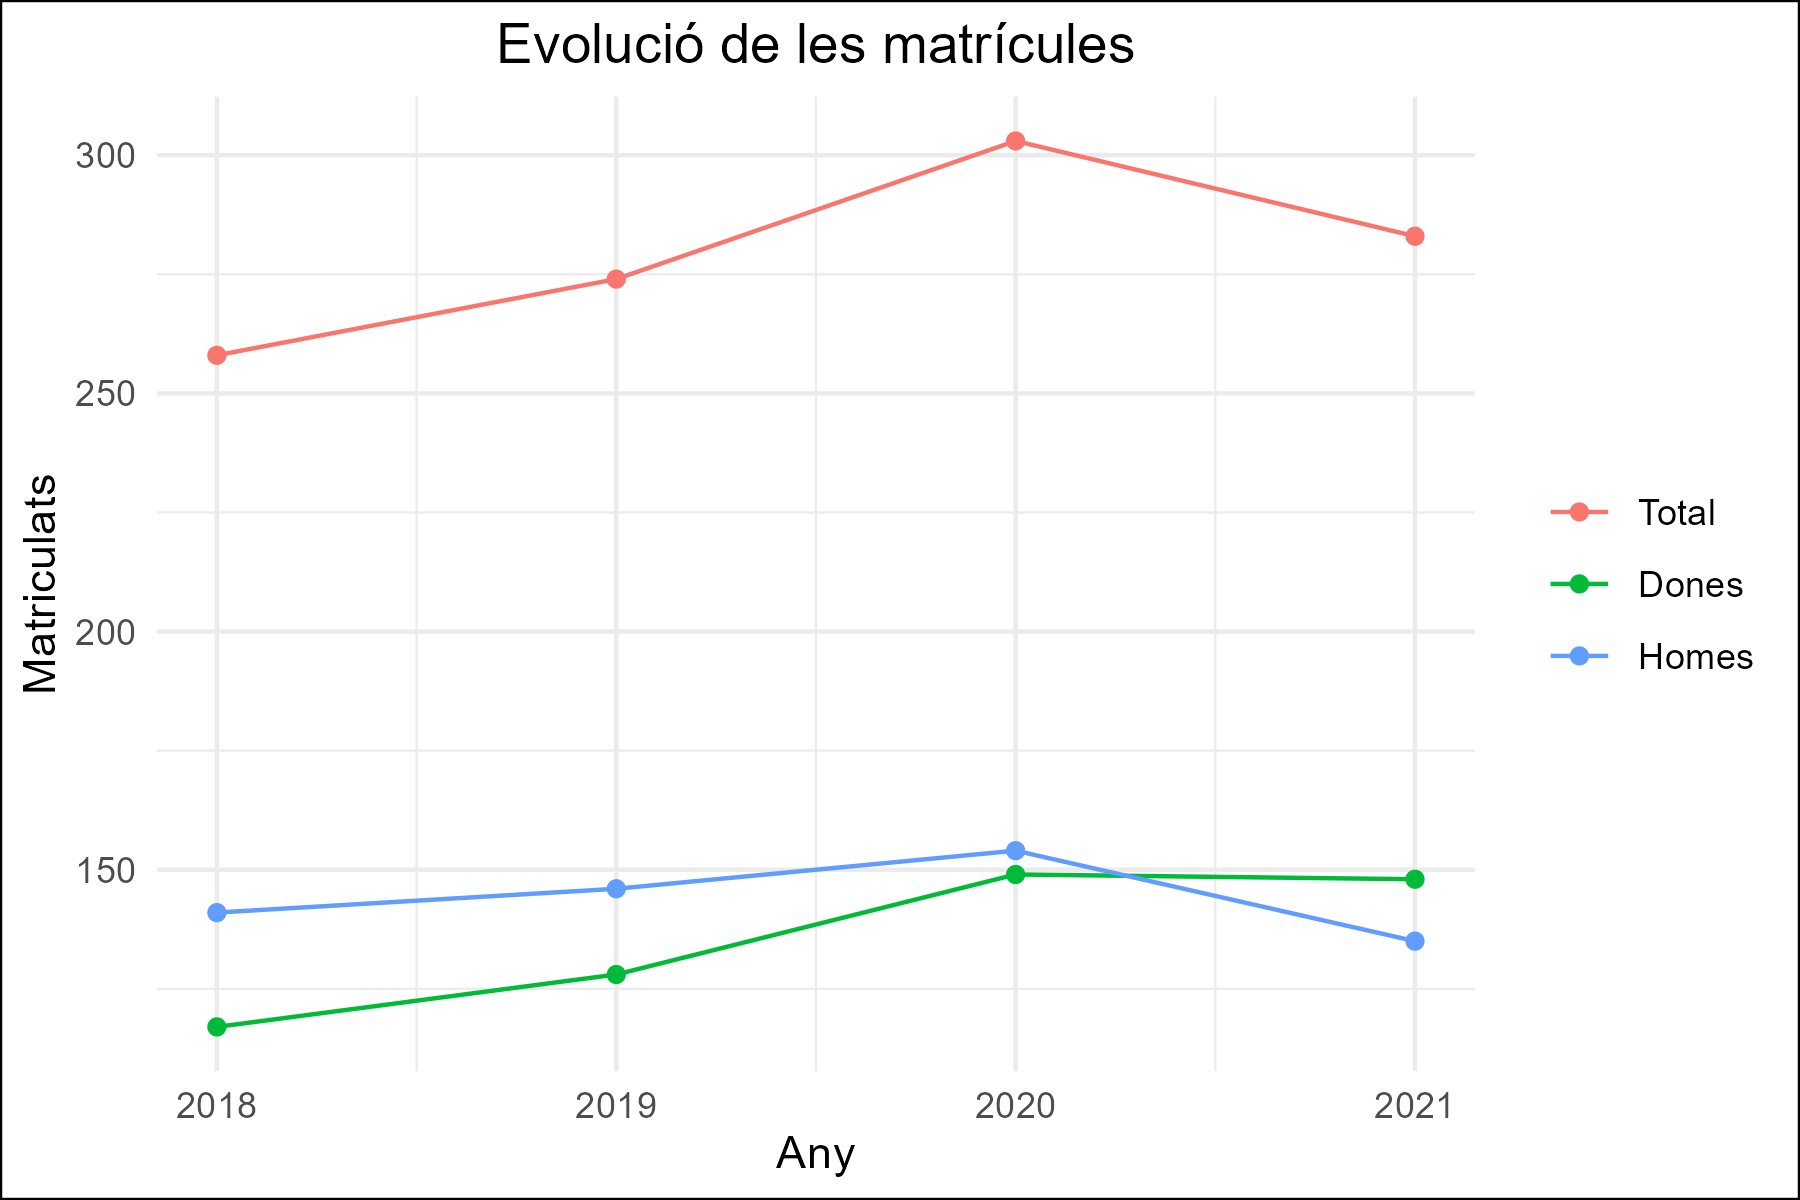 Evolució de les matrícules
300
250
200
150
Matriculats
2018
2019
2020
2021
Any
Total
Dones
Homes